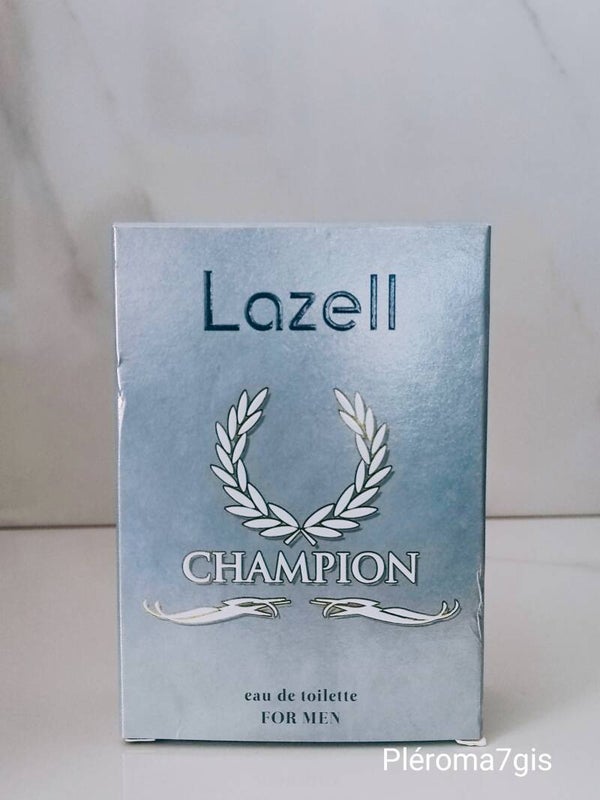 Lazell
CHAMPION
eau de toilette
FOR MEN
Pléroma7gis